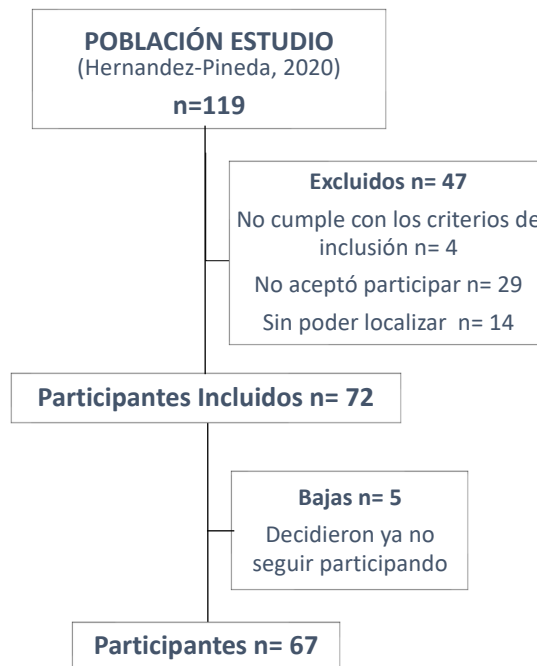 POBLACIÓN ESTUDIO
(Hernandez-Pineda, 2020)
n=119
Excluidos n= 47
No cumple con los criterios de
inclusión n= 4
No aceptó participar n= 29
Sin poder localizar n= 14
Participantes Incluidos n= 72
Bajas n= 5
Decidieron ya no
seguir participando
Participantes n= 67